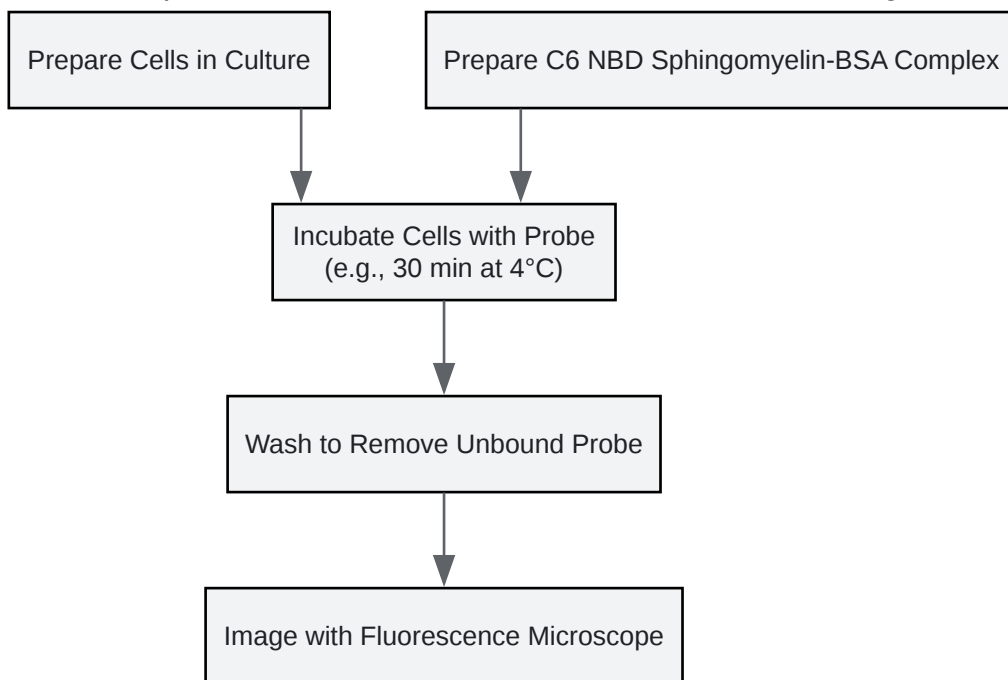 Prepare Cells in Culture
Prepare C6 NBD Sphingomyelin-BSA Complex
Incubate Cells with Probe
(e.g., 30 min at 4°C)
Wash to Remove Unbound Probe
Image with Fluorescence Microscope